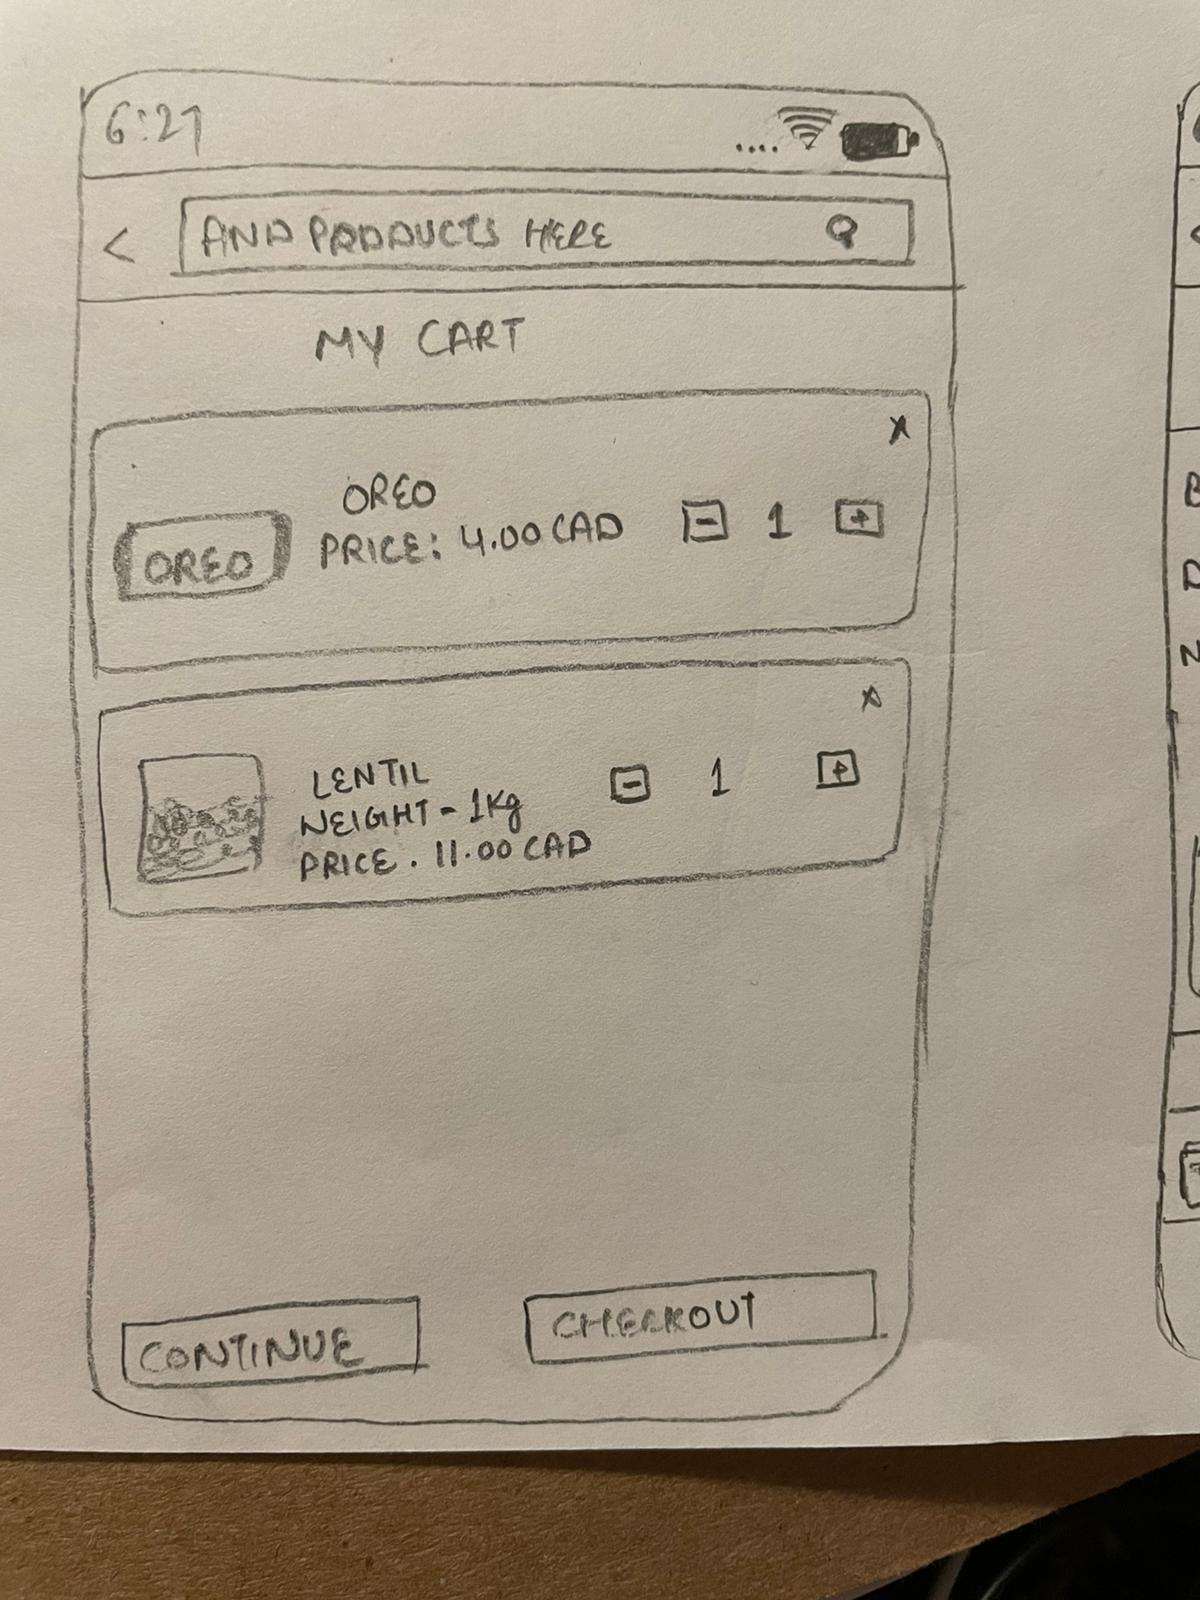 6:27
< FIND PRODUCTS HERE
MY CART
X
OREO
OREO
PRICE: 4.00 CAD - 1 +
X
LENTIL
WEIGHT - 1Kg - 1 +
PRICE . 11.00 CAD
CONTINUE CHECKOUT
B
D
N